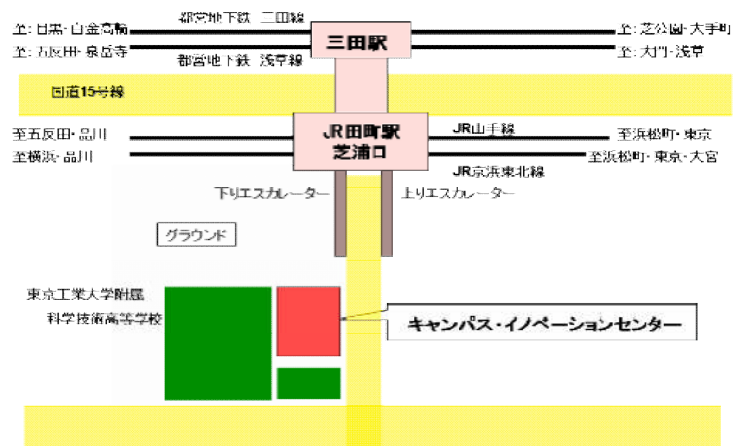 都営地下鉄 三田線
至: 目黒・白金高輪
三田駅
至: 芝公園・大手町
至: 五反田・泉岳寺
至: 大門・浅草
都営地下鉄 浅草線
国道15号線
JR田町駅
芝浦口
至五反田・品川
JR山手線
至浜松町・東京
至横浜・品川
至浜松町・東京・大宮
JR京浜東北線
下りエスカレーター
上りエスカレーター
グラウンド
東京工業大学附属
科学技術高等学校
キャンパス・イノベーションセンター